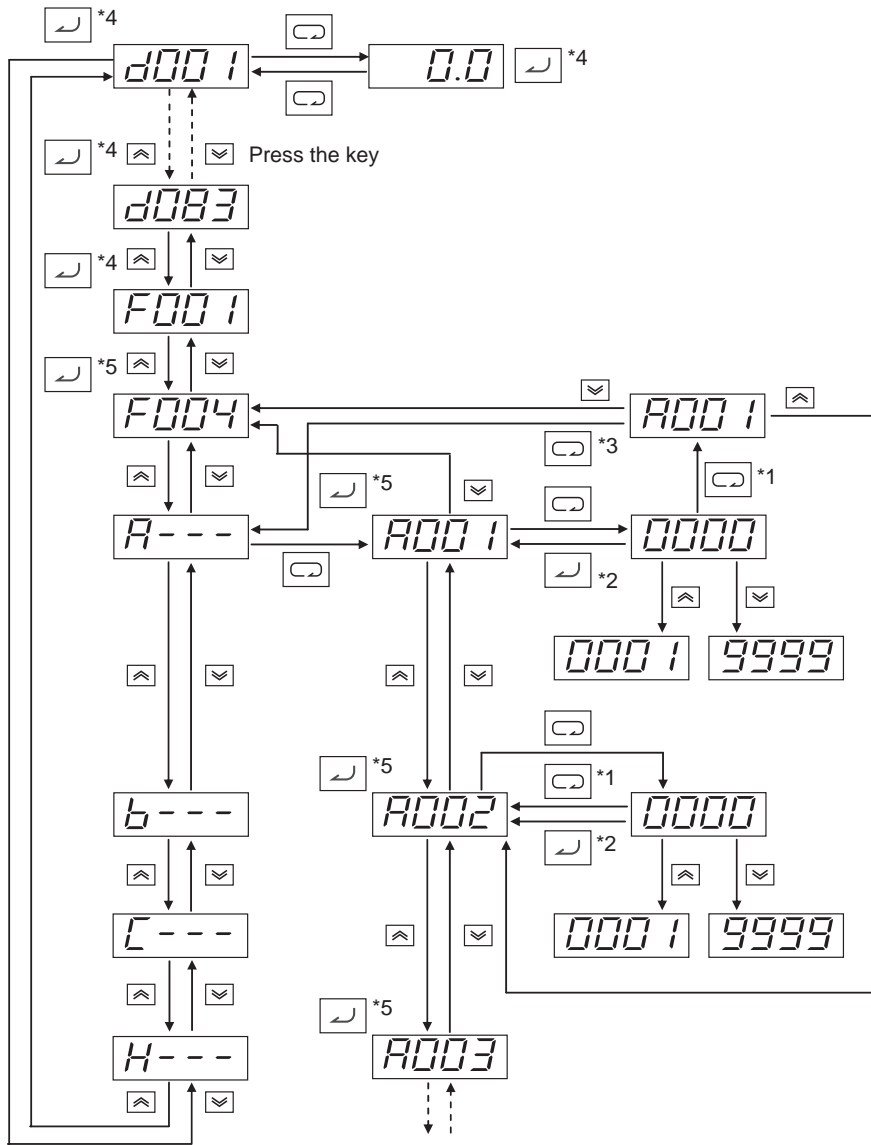 *4
d001
0.0
*4
*4
Press the key
d083
*4
F001
*5
F004
A001
*3
*1
*5
A---
A001
0000
*2
0001
9999
*5
*1
b---
A002
0000
*2
C---
0001
9999
*5
H---
A003